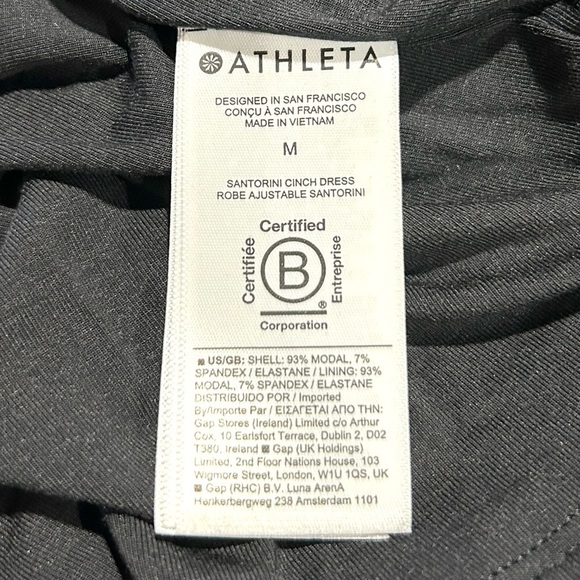 ATHLETA
DESIGNED IN SAN FRANCISCO
CONÇU À SAN FRANCISCO
MADE IN VIETNAM
M
SANTORINI CINCH DRESS
ROBE AJUSTABLE SANTORINI
Certified
Certifiée
B
Entreprise
®
Corporation
US/GB: SHELL: 93% MODAL, 7%
SPANDEX / ELASTANE / LINING: 93%
MODAL, 7% SPANDEX / ELASTANE
DISTRIBUIDO POR / Imported
By/Importe Par / ΕΙΣΑΓΕΤΑΙ ΑΠΟ ΤΗΝ:
Gap Stores (Ireland) Limited c/o Arthur
Cox, 10 Earlsfort Terrace, Dublin 2, D02
T380, Ireland Gap (UK Holdings)
Limited, 2nd Floor Nations House, 103
Wigmore Street, London, W1U 1QS, UK
Gap (RHC) B.V. Luna ArenA
Herikerbergweg 238 Amsterdam 1101